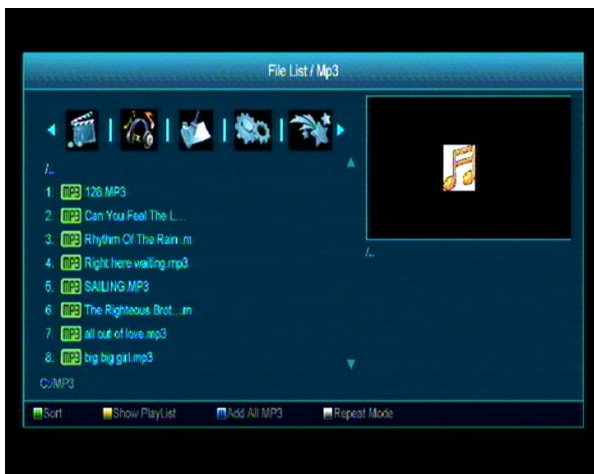 File List / Mp3
/..
1. MP3 128.MP3
2. MP3 Can You Feel The L...
3. MP3 Rhythm Of The Rain .m
4. MP3 Right here waiting.mp3
5. MP3 SAILING.MP3
6. MP3 The Righteous Brot...m
7. MP3 all out of love.mp3
8. MP3 big big girl.mp3
/..
C:/MP3
Sort Show PlayList Add All MP3 Repeat Mode